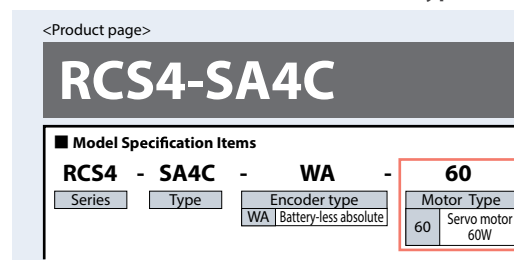 <Product page>
RCS4-SA4C
■ Model Specification Items
RCS4 - SA4C - WA - 60
Series Type Encoder type Motor Type
WA Battery-less absolute 60 Servo motor
60W